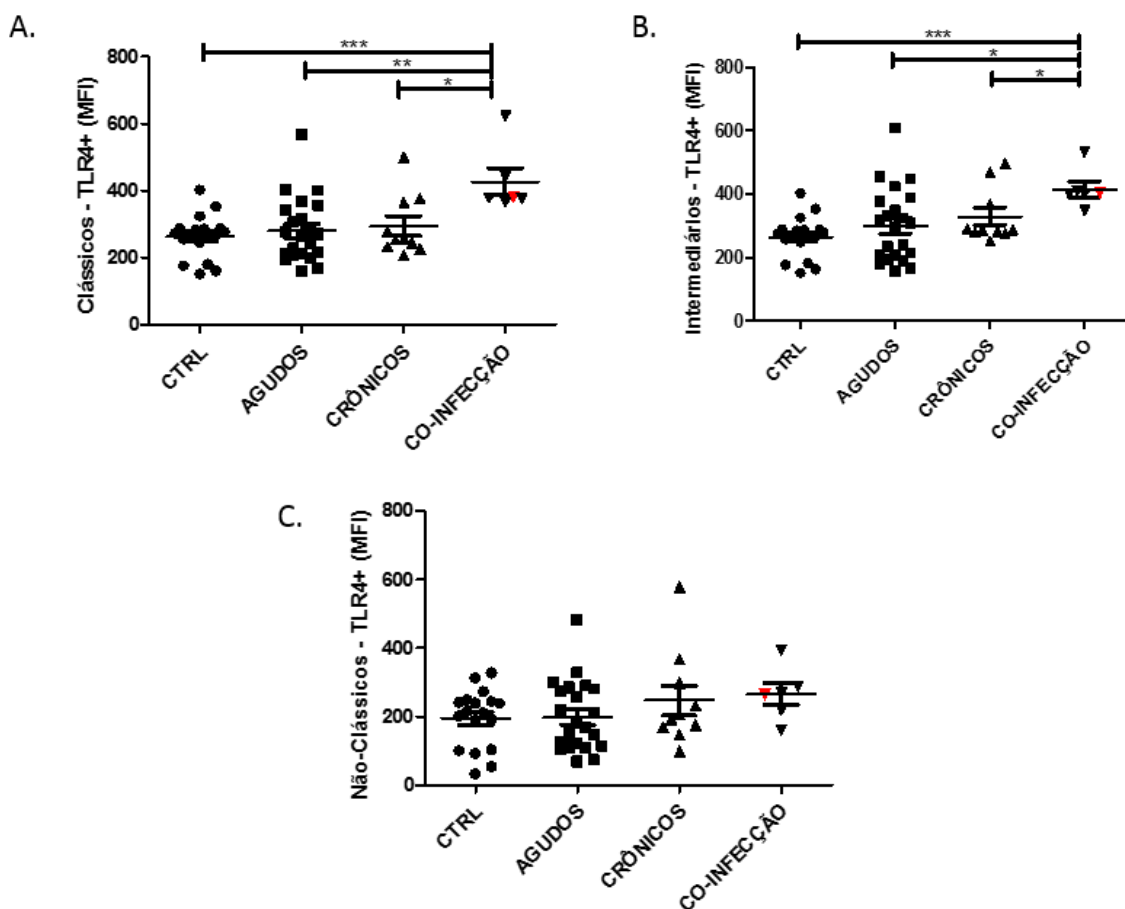 A.
Clássicos - TLR4+ (MFI)
800
600
400
200
0
***
**
*
CTRL
AGUDOS
CRÔNICOS
CO-INFECÇÃO
B.
Intermediários - TLR4+ (MFI)
800
600
400
200
0
***
*
*
CTRL
AGUDOS
CRÔNICOS
CO-INFECÇÃO
C.
Não-Clássicos - TLR4+ (MFI)
800
600
400
200
0
CTRL
AGUDOS
CRÔNICOS
CO-INFECÇÃO